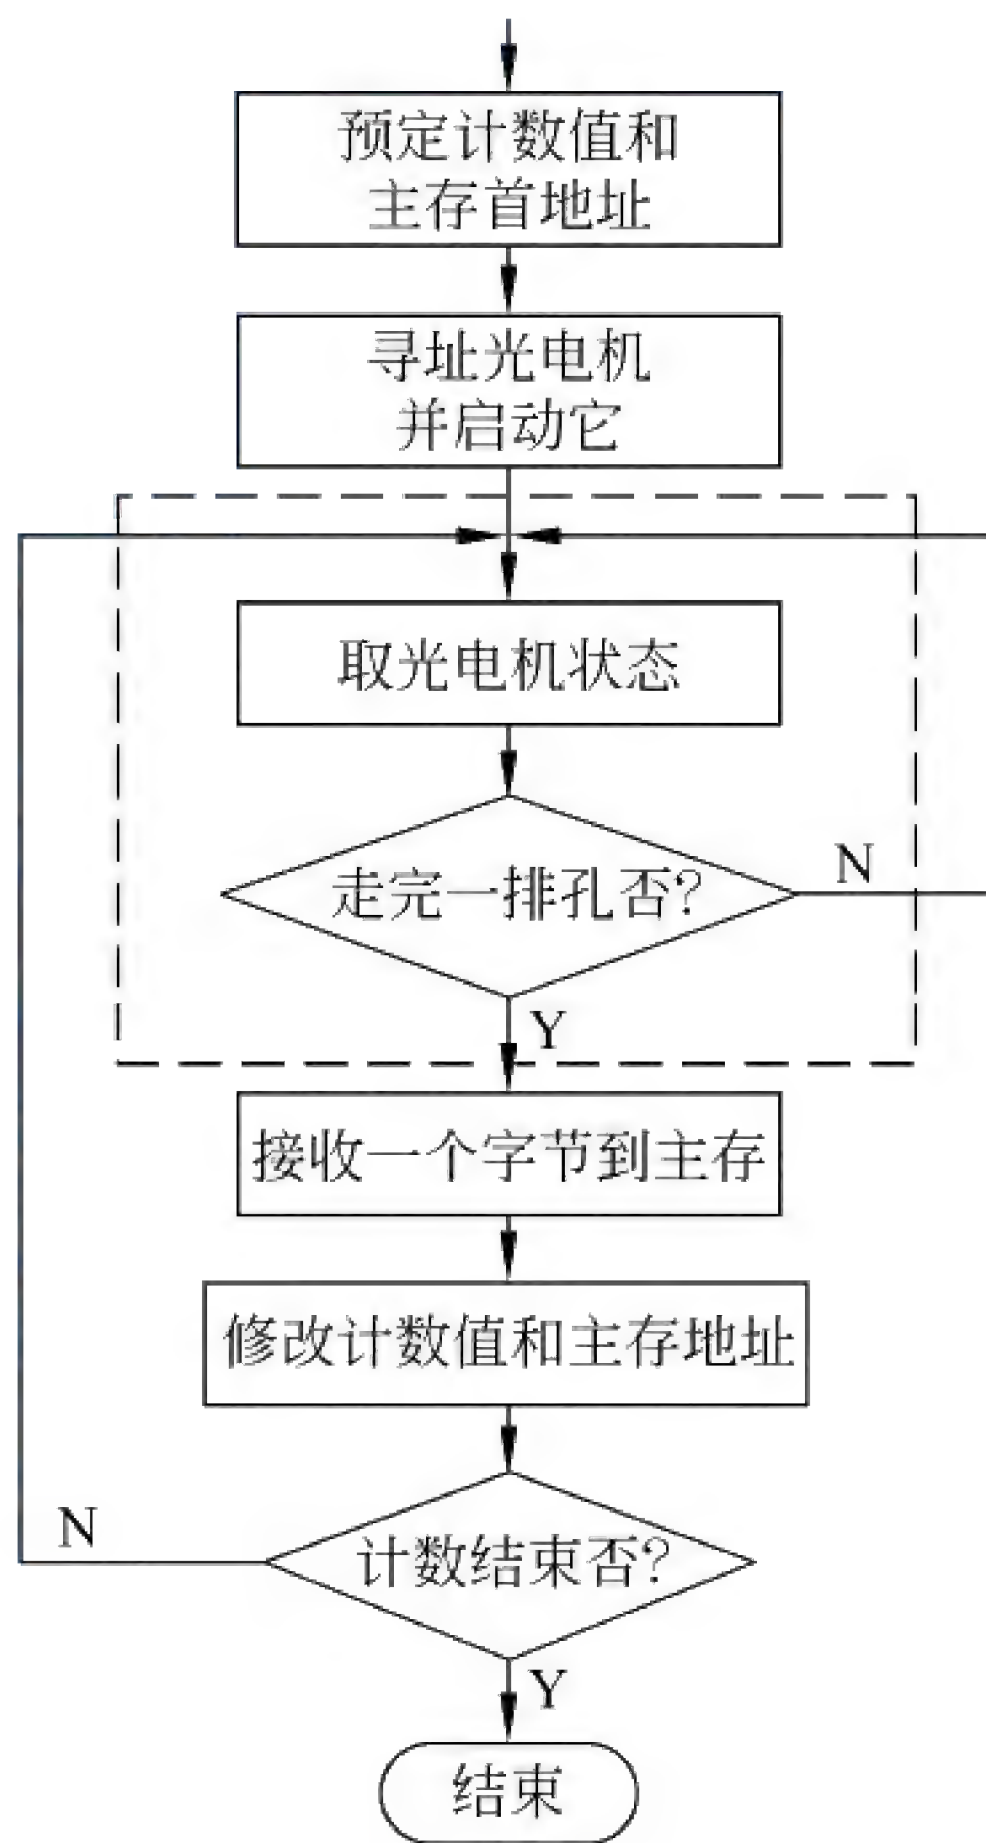 预定计数值和
主存首地址
寻址光电机
并启动它
取光电机状态
走完一排孔否?
N
Y
接收一个字节到主存
修改计数值和主存地址
计数结束否?
N
Y
结束